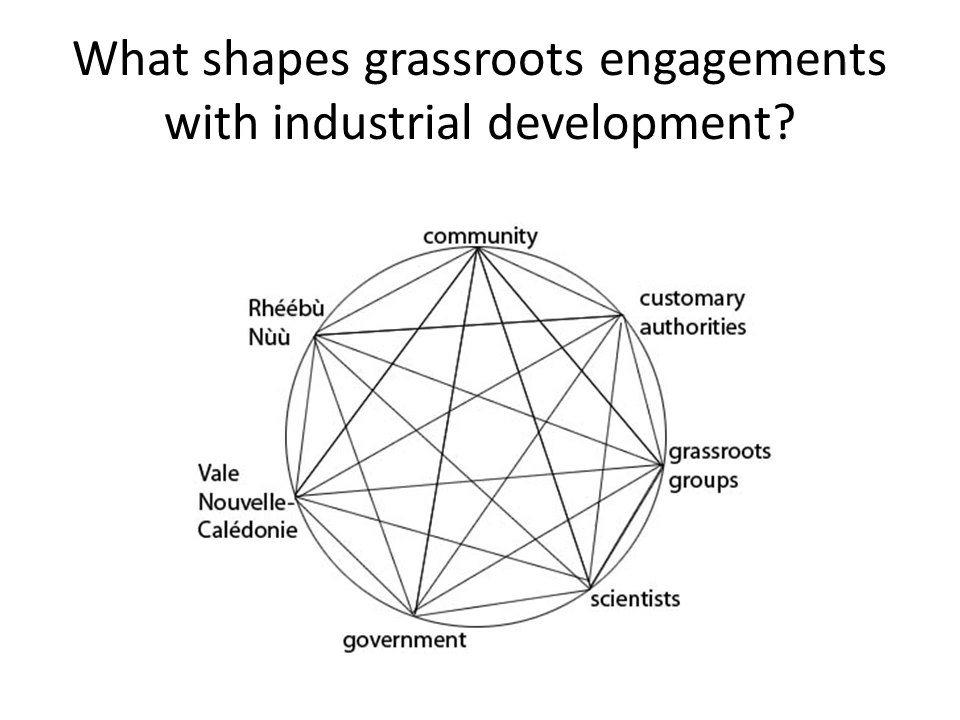 What shapes grassroots engagements
with industrial development?
community
customary
authorities
Rhéébù
Nùù
grassroots
groups
Vale
Nouvelle-
Calédonie
scientists
government